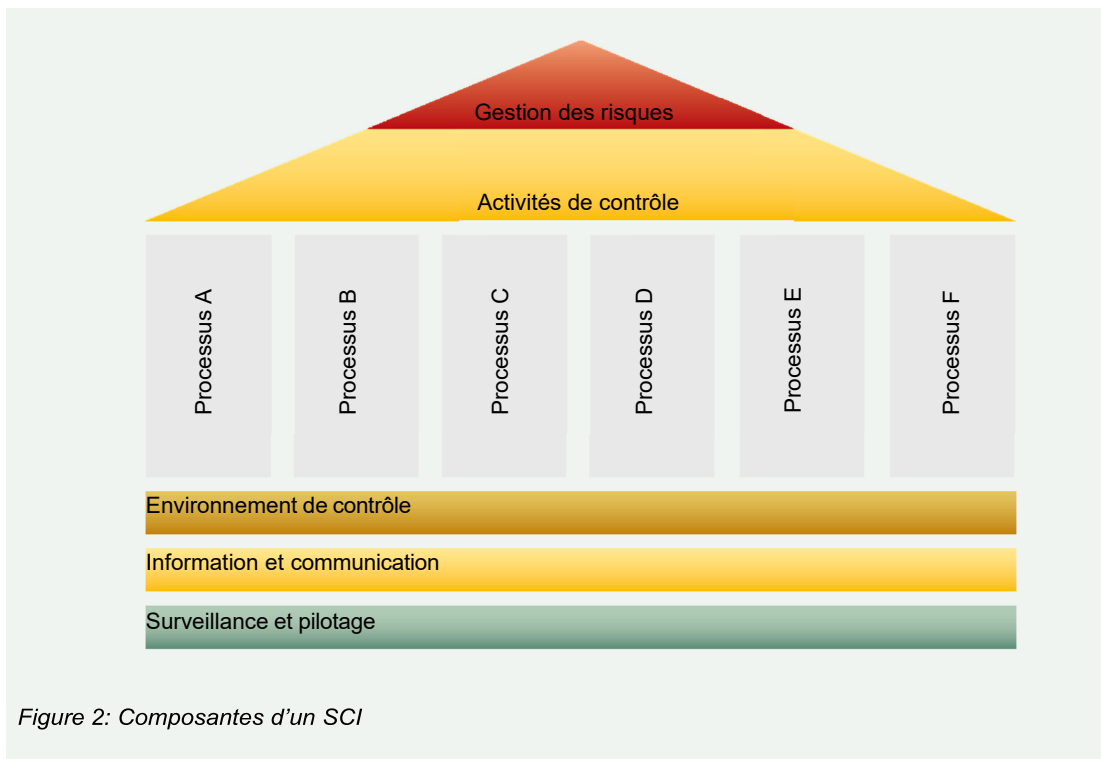 Gestion des risques
Activités de contrôle
Processus A
Processus B
Processus C
Processus D
Processus E
Processus F
Environnement de contrôle
Information et communication
Surveillance et pilotage
Figure 2: Composantes d’un SCI